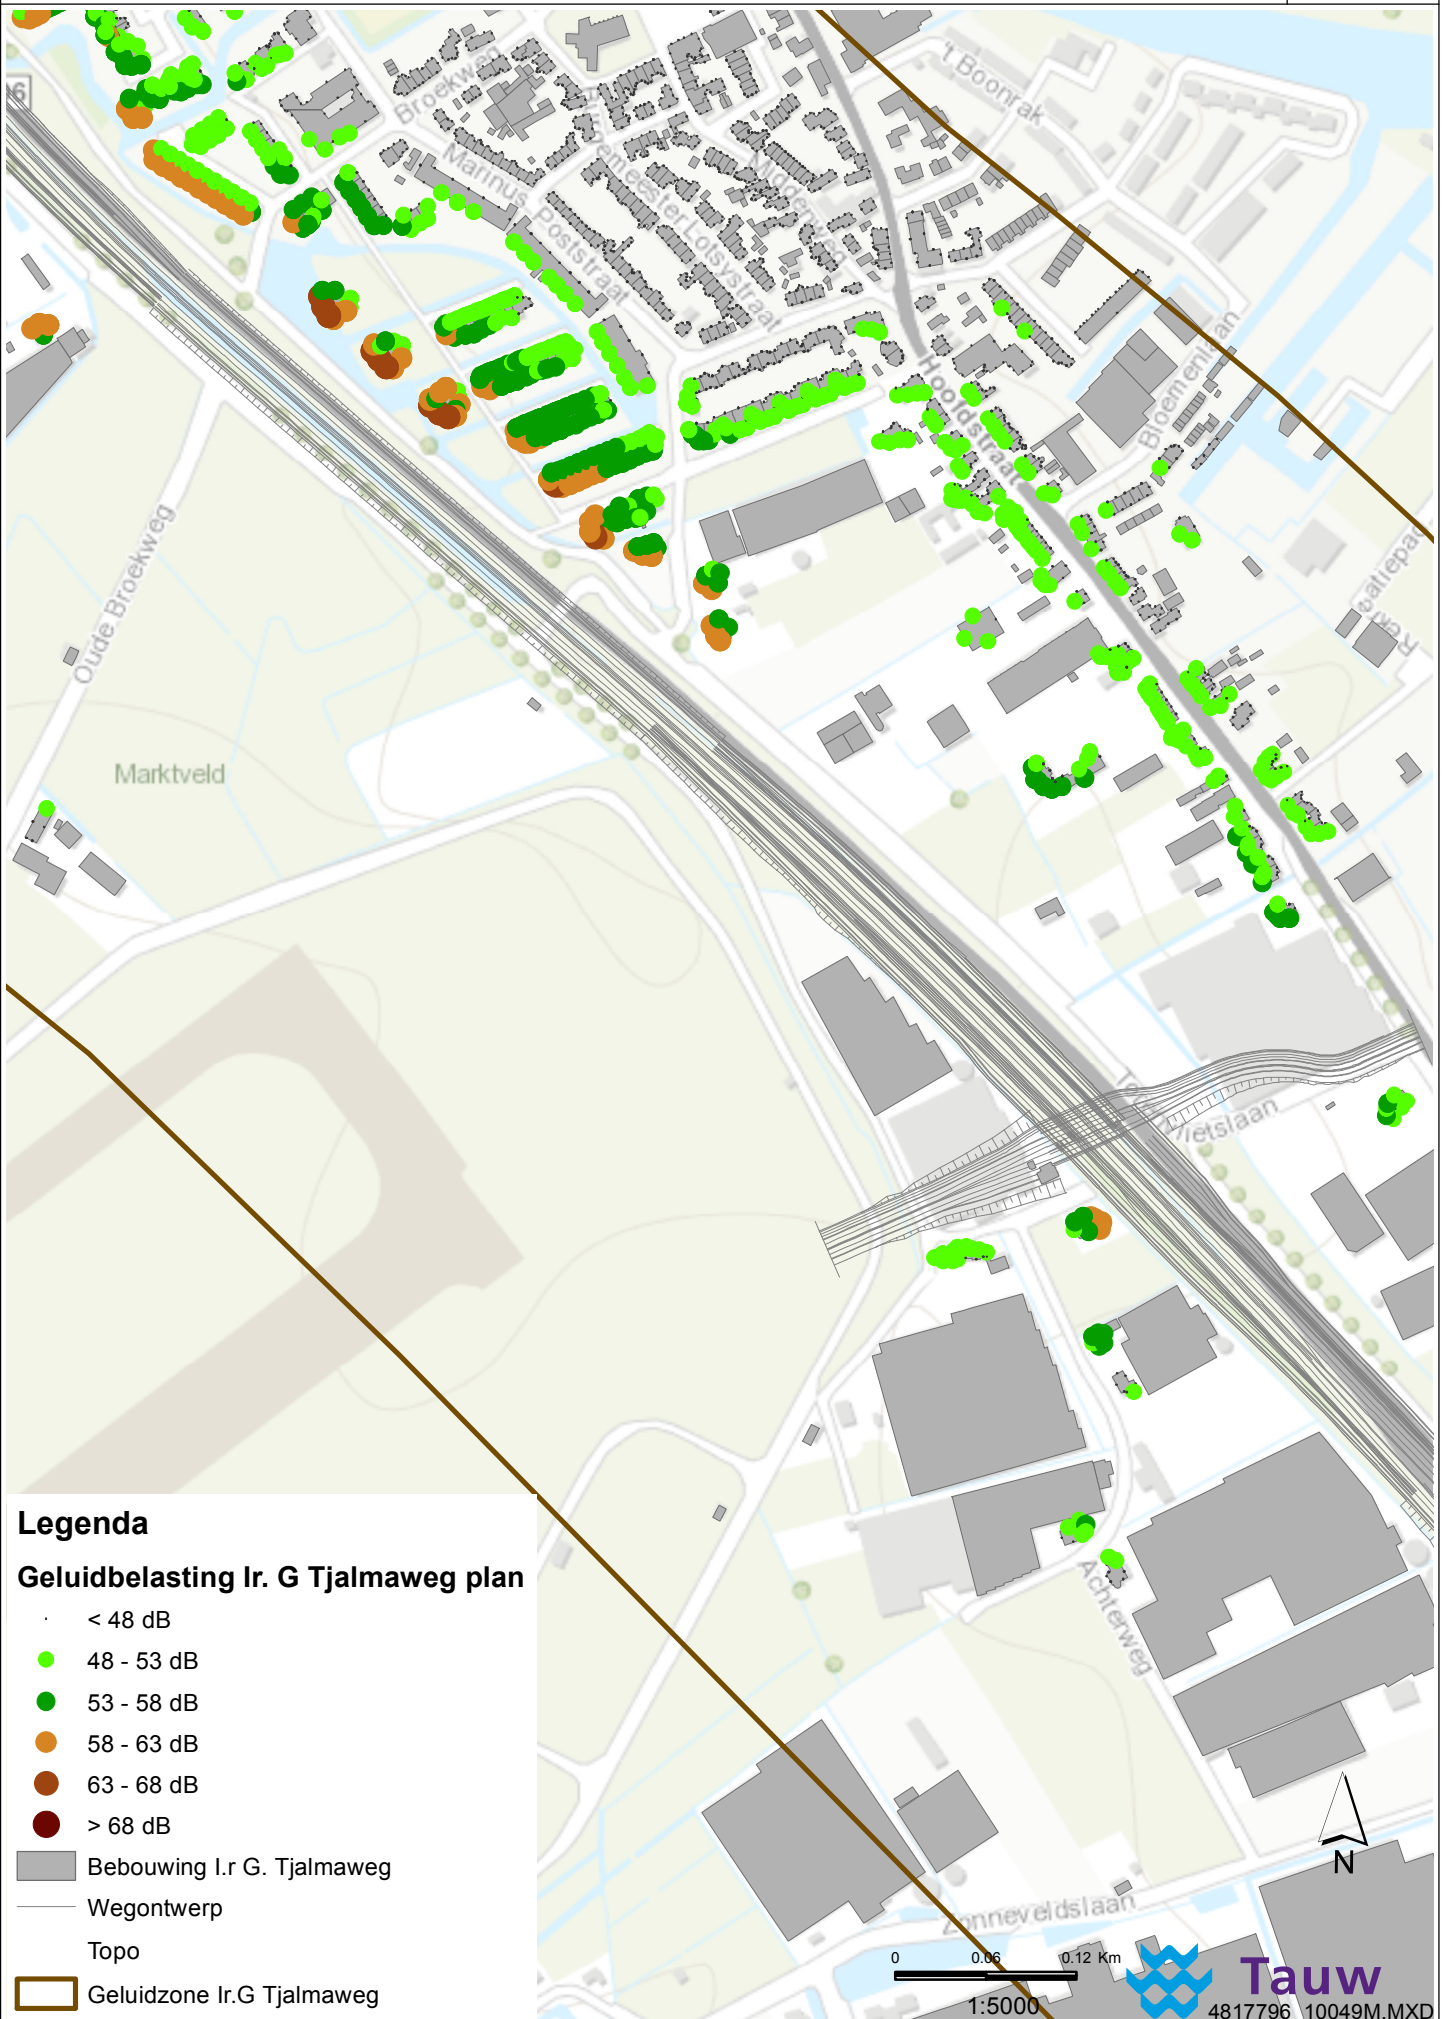 6
't Boonrak
Broekweg
Burgemeester Lotsystraat
Middenweg
Marinus Poststraat
Hoofdstraat
Bloemenlaan
Oude Broekweg
Marktveld
Achterweg
Zonneveldslaan
Legenda
Geluidbelasting Ir. G Tjalmaweg plan
< 48 dB
48 - 53 dB
53 - 58 dB
58 - 63 dB
63 - 68 dB
> 68 dB
Bebouwing I.r G. Tjalmaweg
Wegontwerp
Topo
Geluidzone Ir.G Tjalmaweg
N
0 0.06 0.12 Km
1:5000
Tauw
4817796_10049M.MXD